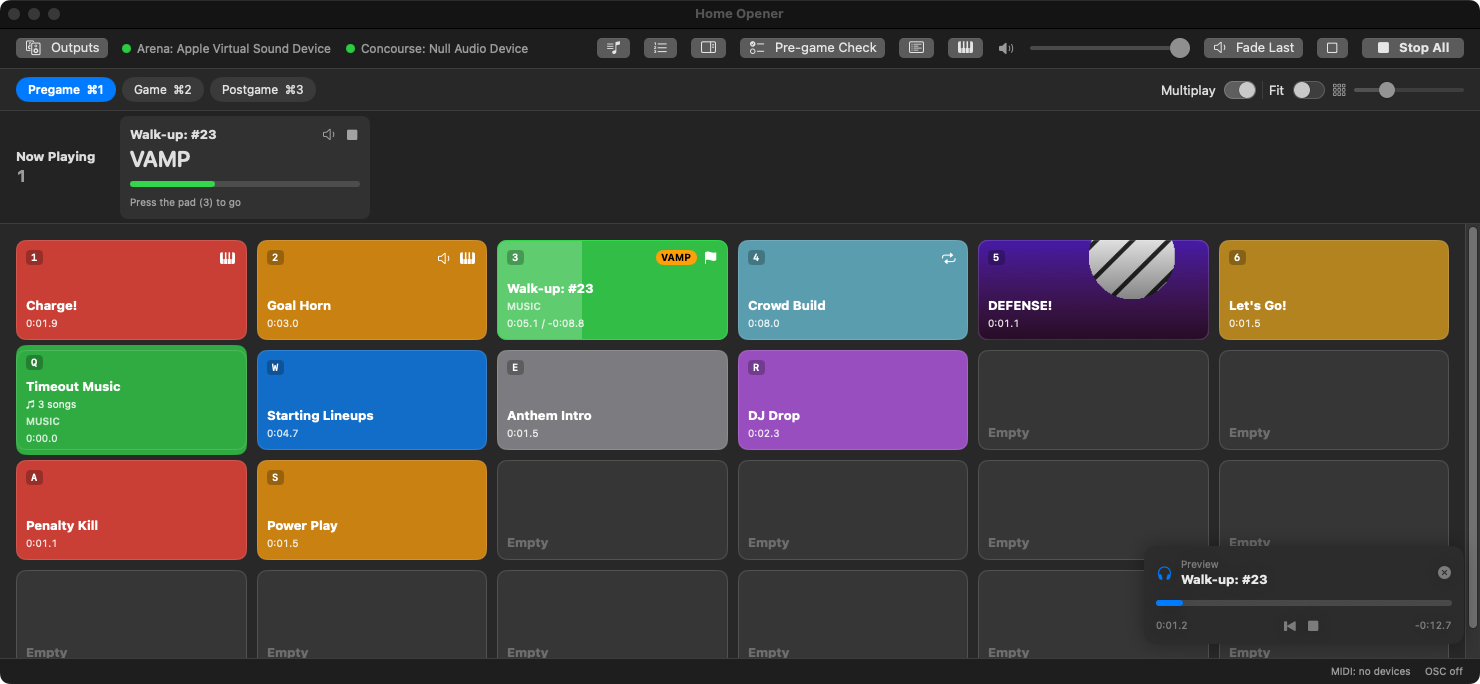 Home Opener
Outputs
Arena: Apple Virtual Sound Device
Concourse: Null Audio Device
Pre-game Check
Fade Last
Stop All
Pregame ⌘1
Game ⌘2
Postgame ⌘3
Multiplay
Fit
Now Playing
1
Walk-up: #23
VAMP
Press the pad (3) to go
1
Charge!
0:01.9
2
Goal Horn
0:03.0
3
VAMP
Walk-up: #23
MUSIC
0:05.1 / -0:08.8
4
Crowd Build
0:08.0
5
DEFENSE!
0:01.1
6
Let's Go!
0:01.5
Q
Timeout Music
3 songs
MUSIC
0:00.0
W
Starting Lineups
0:04.7
E
Anthem Intro
0:01.5
R
DJ Drop
0:02.3
Empty
Empty
A
Penalty Kill
0:01.1
S
Power Play
0:01.5
Empty
Empty
Empty
Empty
Empty
Empty
Empty
Empty
Empty
Empty
Preview
Walk-up: #23
0:01.2
-0:12.7
MIDI: no devices
OSC off